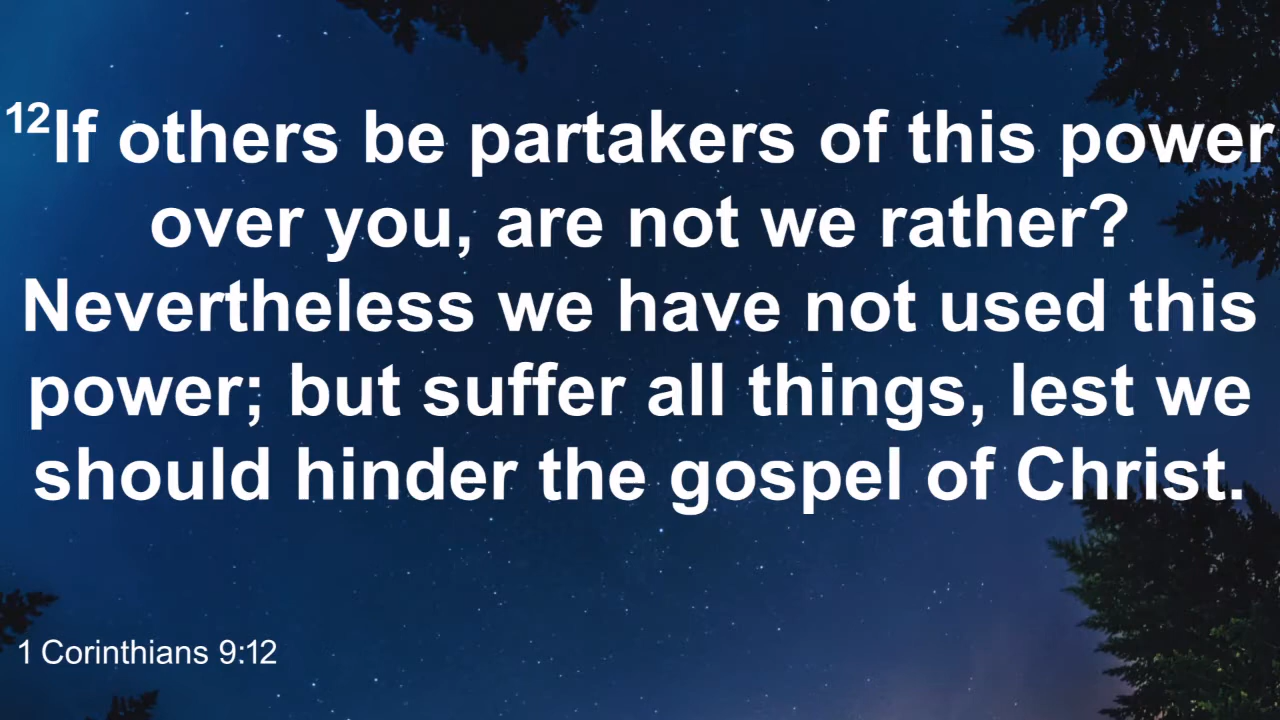 12If others be partakers of this power
over you, are not we rather?
Nevertheless we have not used this
power; but suffer all things, lest we
should hinder the gospel of Christ.
1 Corinthians 9:12